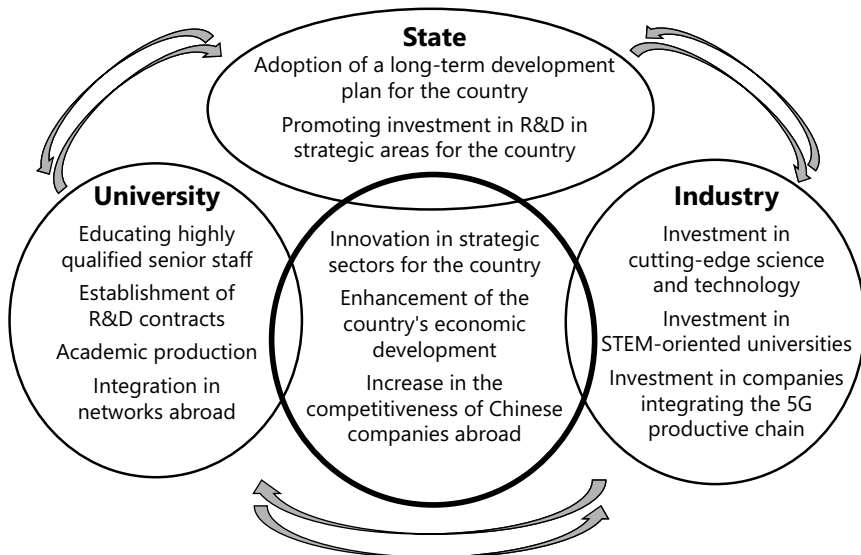 State
Adoption of a long-term development
plan for the country
Promoting investment in R&D in
strategic areas for the country
University
Educating highly
qualified senior staff
Establishment of
R&D contracts
Academic production
Integration in
networks abroad
Innovation in strategic
sectors for the country
Enhancement of the
country's economic
development
Increase in the
competitiveness of Chinese
companies abroad
Industry
Investment in
cutting-edge science
and technology
Investment in
STEM-oriented universities
Investment in companies
integrating the 5G
productive chain